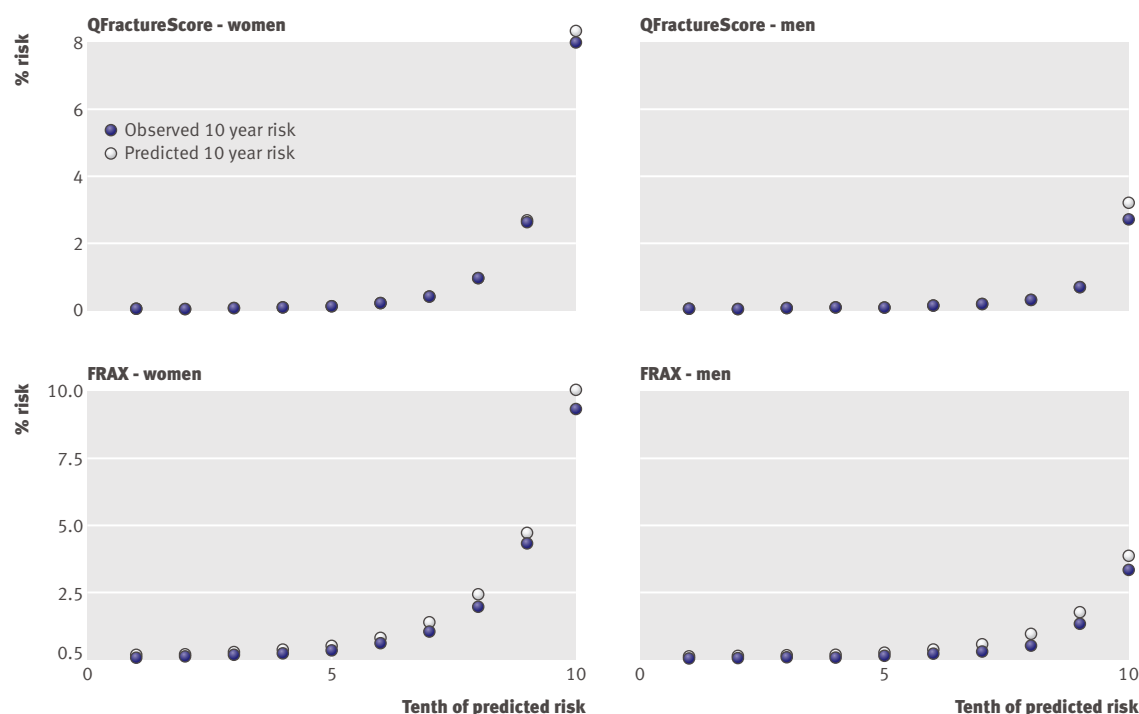 QFractureScore - women
QFractureScore - men
% risk
8
6
4
2
0
Observed 10 year risk
Predicted 10 year risk
FRAX - women
FRAX - men
% risk
10.0
7.5
5.0
2.5
0.5
0 5 10
0 5 10
Tenth of predicted risk
Tenth of predicted risk